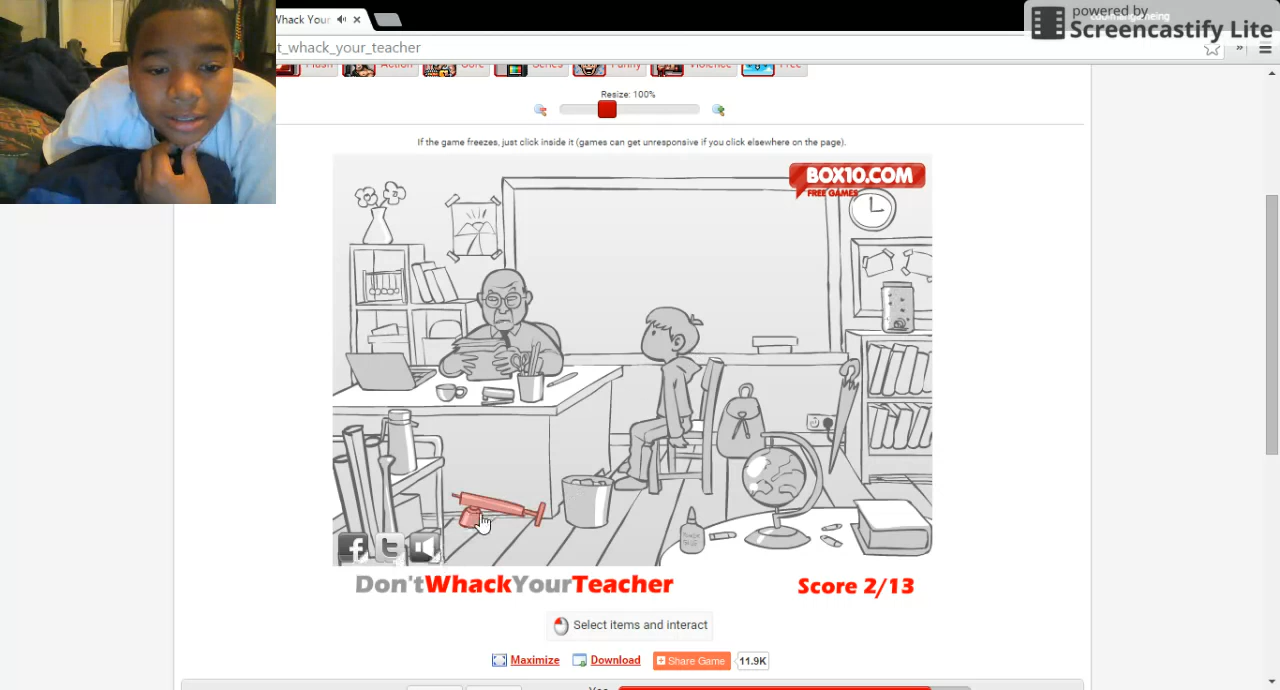 Whack Your
powered by
Screencastify Lite
t_whack_your_teacher
Flash Action Gore Series Funny Violence Free
Resize: 100%
If the game freezes, just click inside it (games can get unresponsive if you click elsewhere on the page).
BOX10.COM
FREE GAMES
Don'tWhackYourTeacher
Score 2/13
Select items and interact
Maximize
Download
Share Game
11.9K
Yes